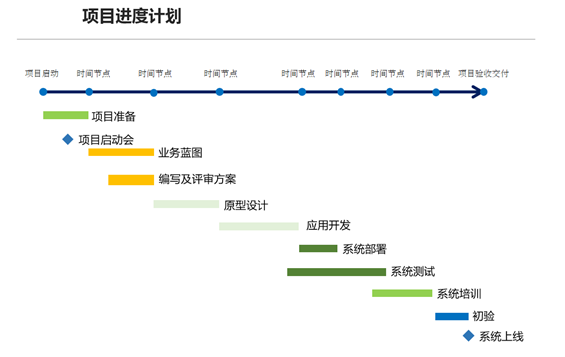 项目进度计划
项目启动 时间节点 时间节点 时间节点 时间节点 时间节点 时间节点 时间节点 项目验收交付
项目准备
项目启动会
业务蓝图
编写及评审方案
原型设计
应用开发
系统部署
系统测试
系统培训
初验
系统上线